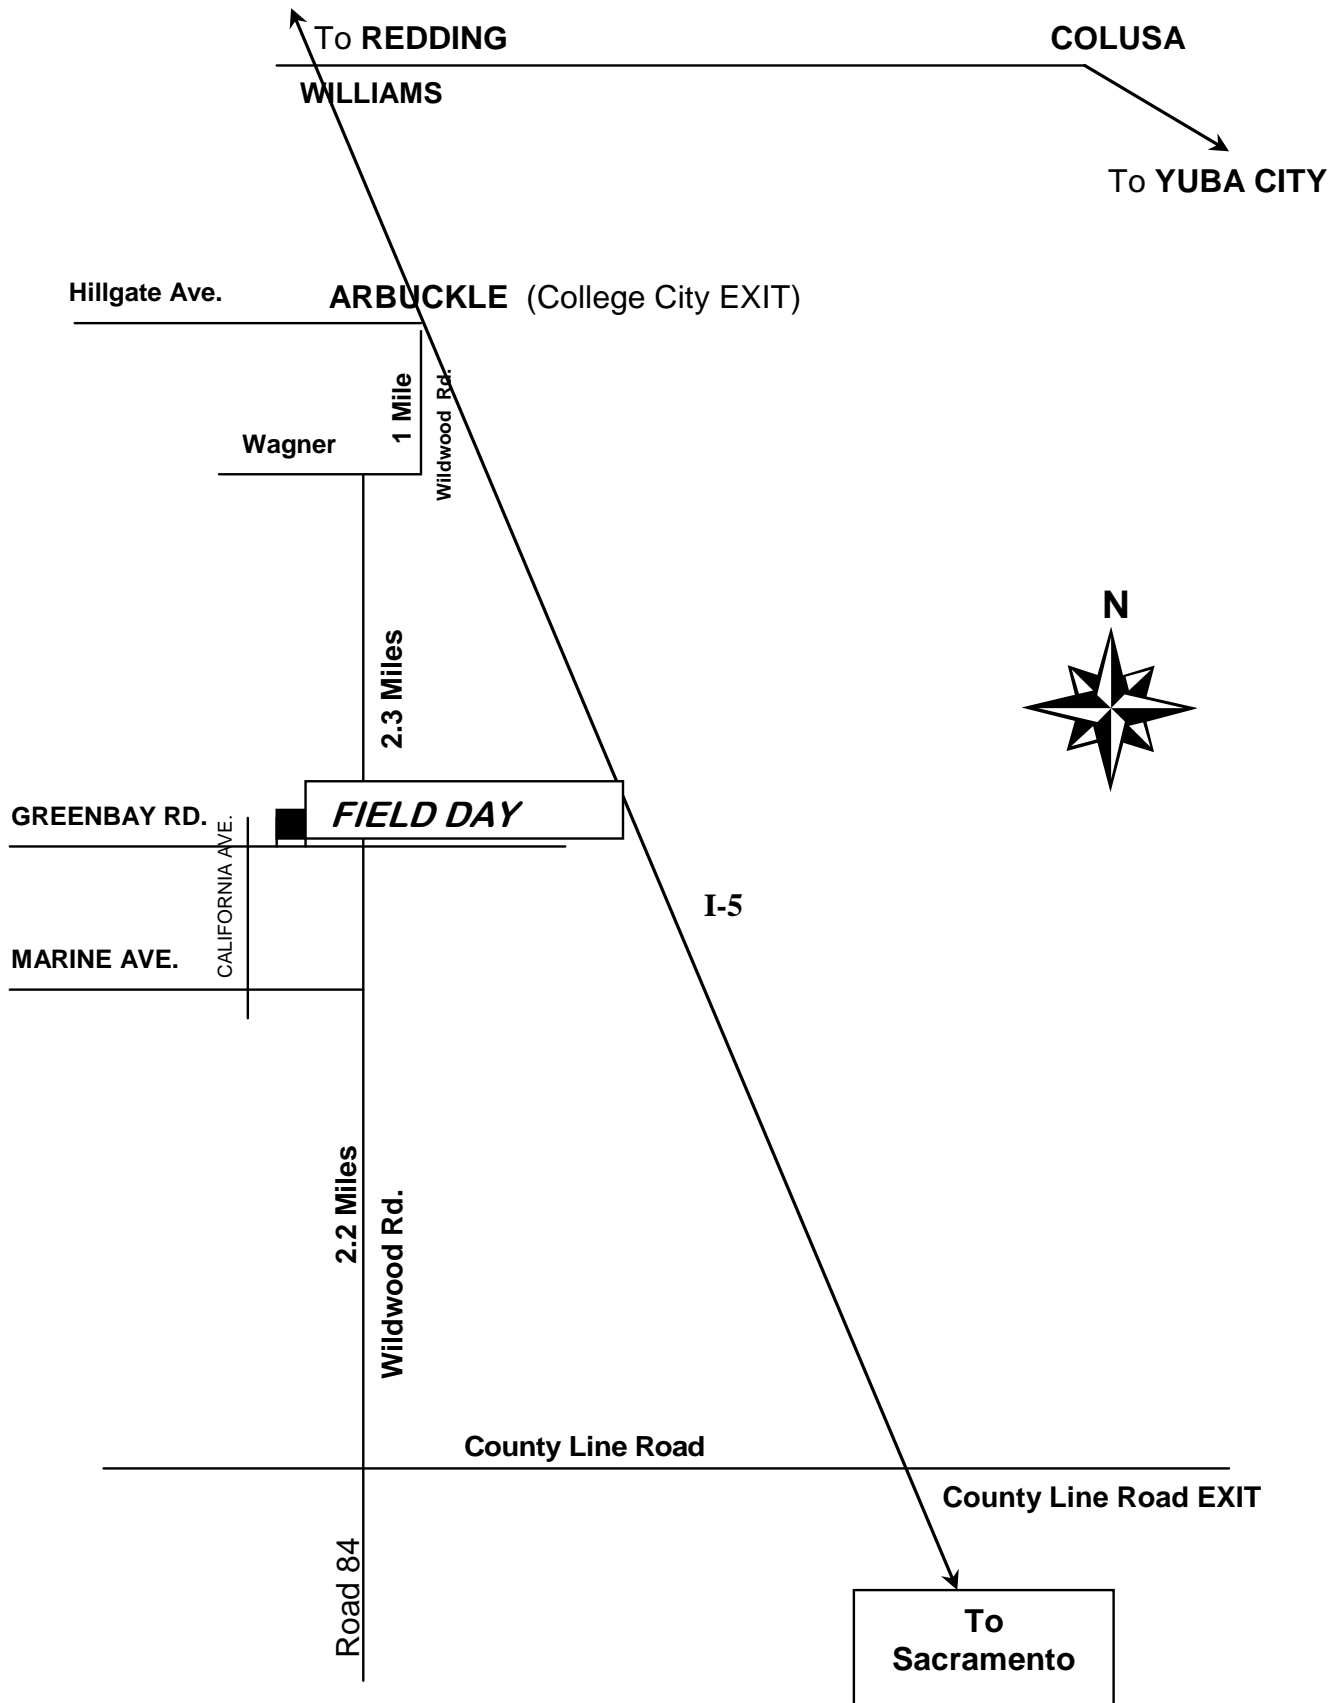 To REDDING
COLUSA
WILLIAMS
To YUBA CITY
Hillgate Ave.
ARBUCKLE (College City EXIT)
1 Mile
Wildwood Rd.
Wagner
N
2.3 Miles
GREENBAY RD.
FIELD DAY
CALIFORNIA AVE.
I-5
MARINE AVE.
2.2 Miles
Wildwood Rd.
County Line Road
County Line Road EXIT
Road 84
To
Sacramento